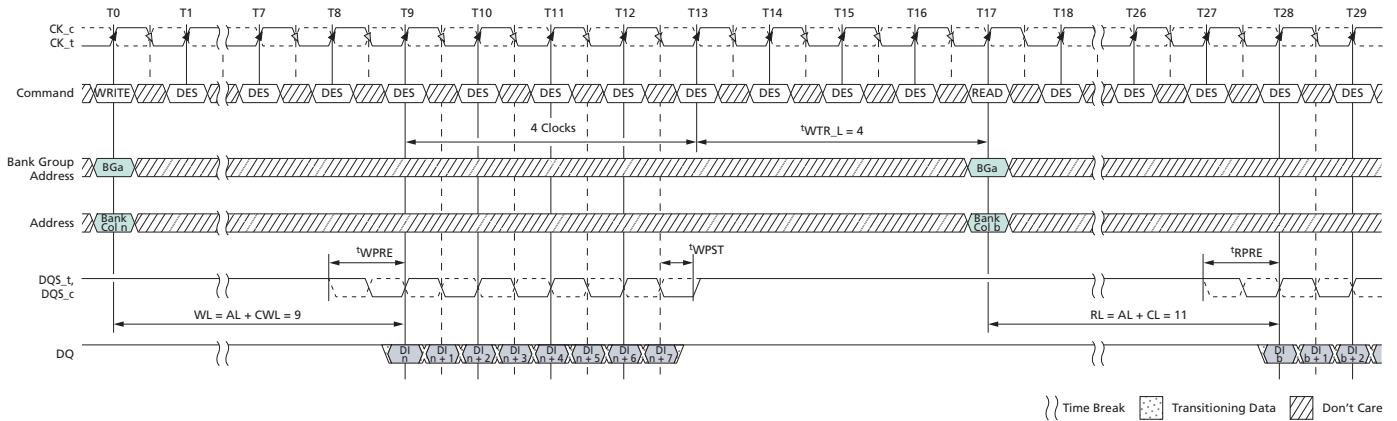 T0 T1 T7 T8 T9 T10 T11 T12 T13 T14 T15 T16 T17 T18 T26 T27 T28 T29
CK_c
CK_t
Command WRITE DES DES DES DES DES DES DES DES DES DES DES READ DES DES DES DES DES
4 Clocks tWTR_L = 4
Bank Group
Address BGa BGa
Address Bank
Col n Bank
Col b
tWPRE tWPST tRPRE
DQS_t,
DQS_c
WL = AL + CWL = 9 RL = AL + CL = 11
DQ DI
n DI
n + 1 DI
n + 2 DI
n + 3 DI
n + 4 DI
n + 5 DI
n + 6 DI
n + 7 DI
b DI
b + 1 DI
b + 2
Time Break Transitioning Data Don't Care